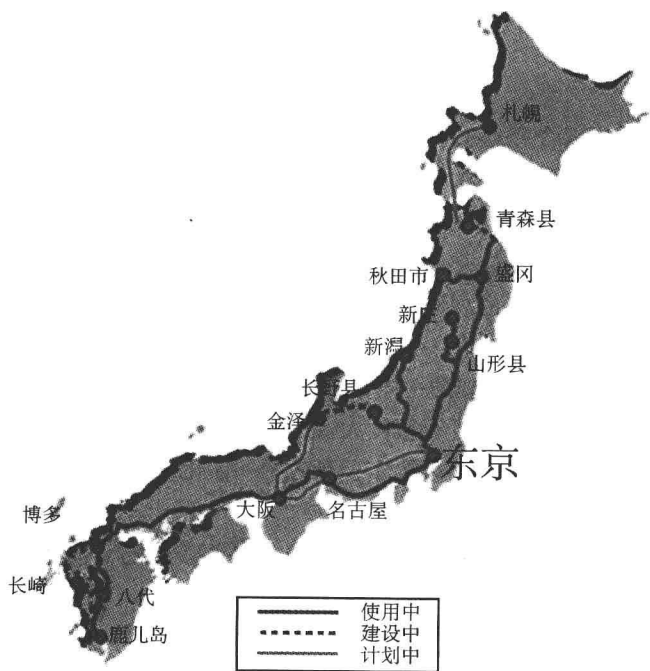 札幌
青森县
秋田市
盛冈
新庄
新潟
山形县
长野县
金泽
东京
大阪
名古屋
博多
长崎
八代
鹿儿岛
使用中
建设中
计划中